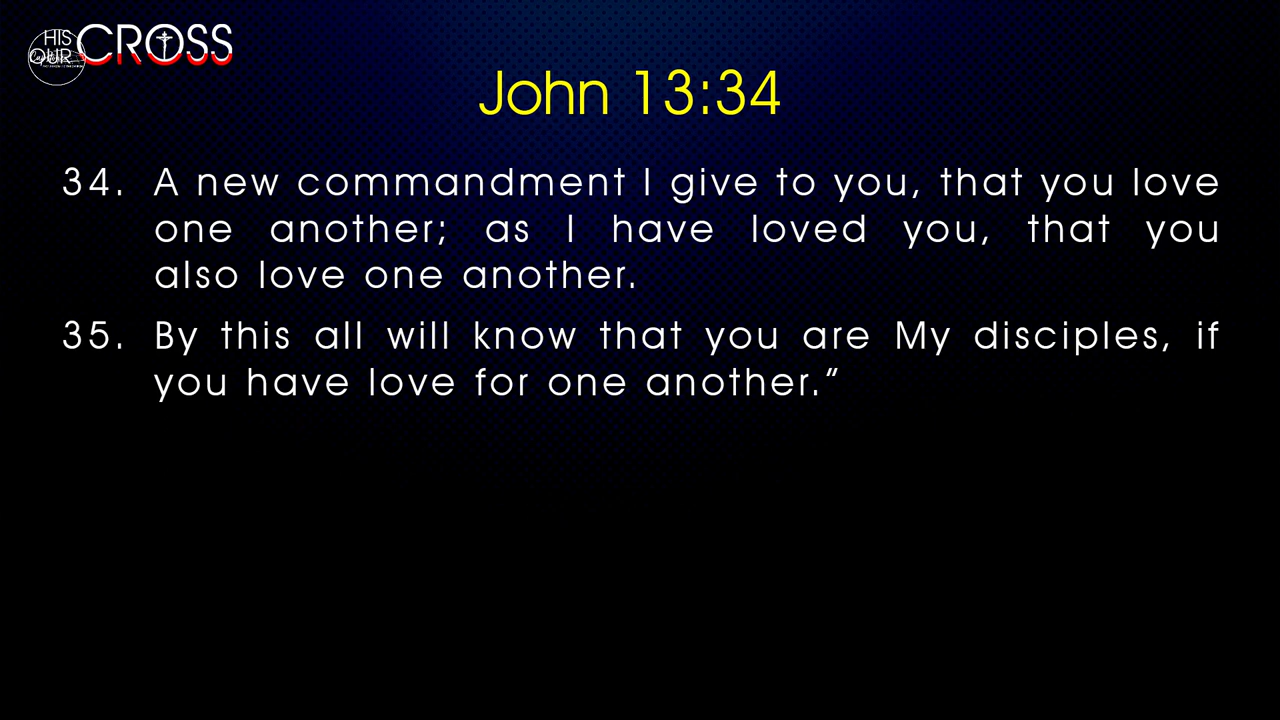 HIS
OUR CROSS
John 13:34
34. A new commandment I give to you, that you love
one another; as I have loved you, that you
also love one another.
35. By this all will know that you are My disciples, if
you have love for one another.”